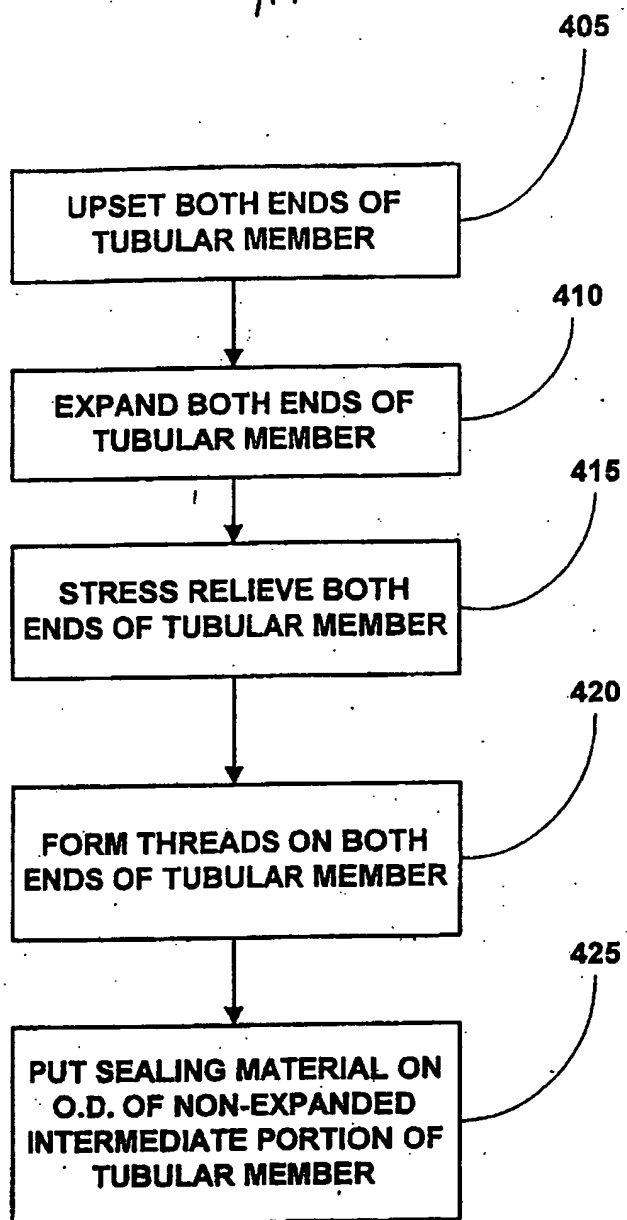 405
UPSET BOTH ENDS OF
TUBULAR MEMBER
410
EXPAND BOTH ENDS OF
TUBULAR MEMBER
415
STRESS RELIEVE BOTH
ENDS OF TUBULAR MEMBER
420
FORM THREADS ON BOTH
ENDS OF TUBULAR MEMBER
425
PUT SEALING MATERIAL ON
O.D. OF NON-EXPANDED
INTERMEDIATE PORTION OF
TUBULAR MEMBER